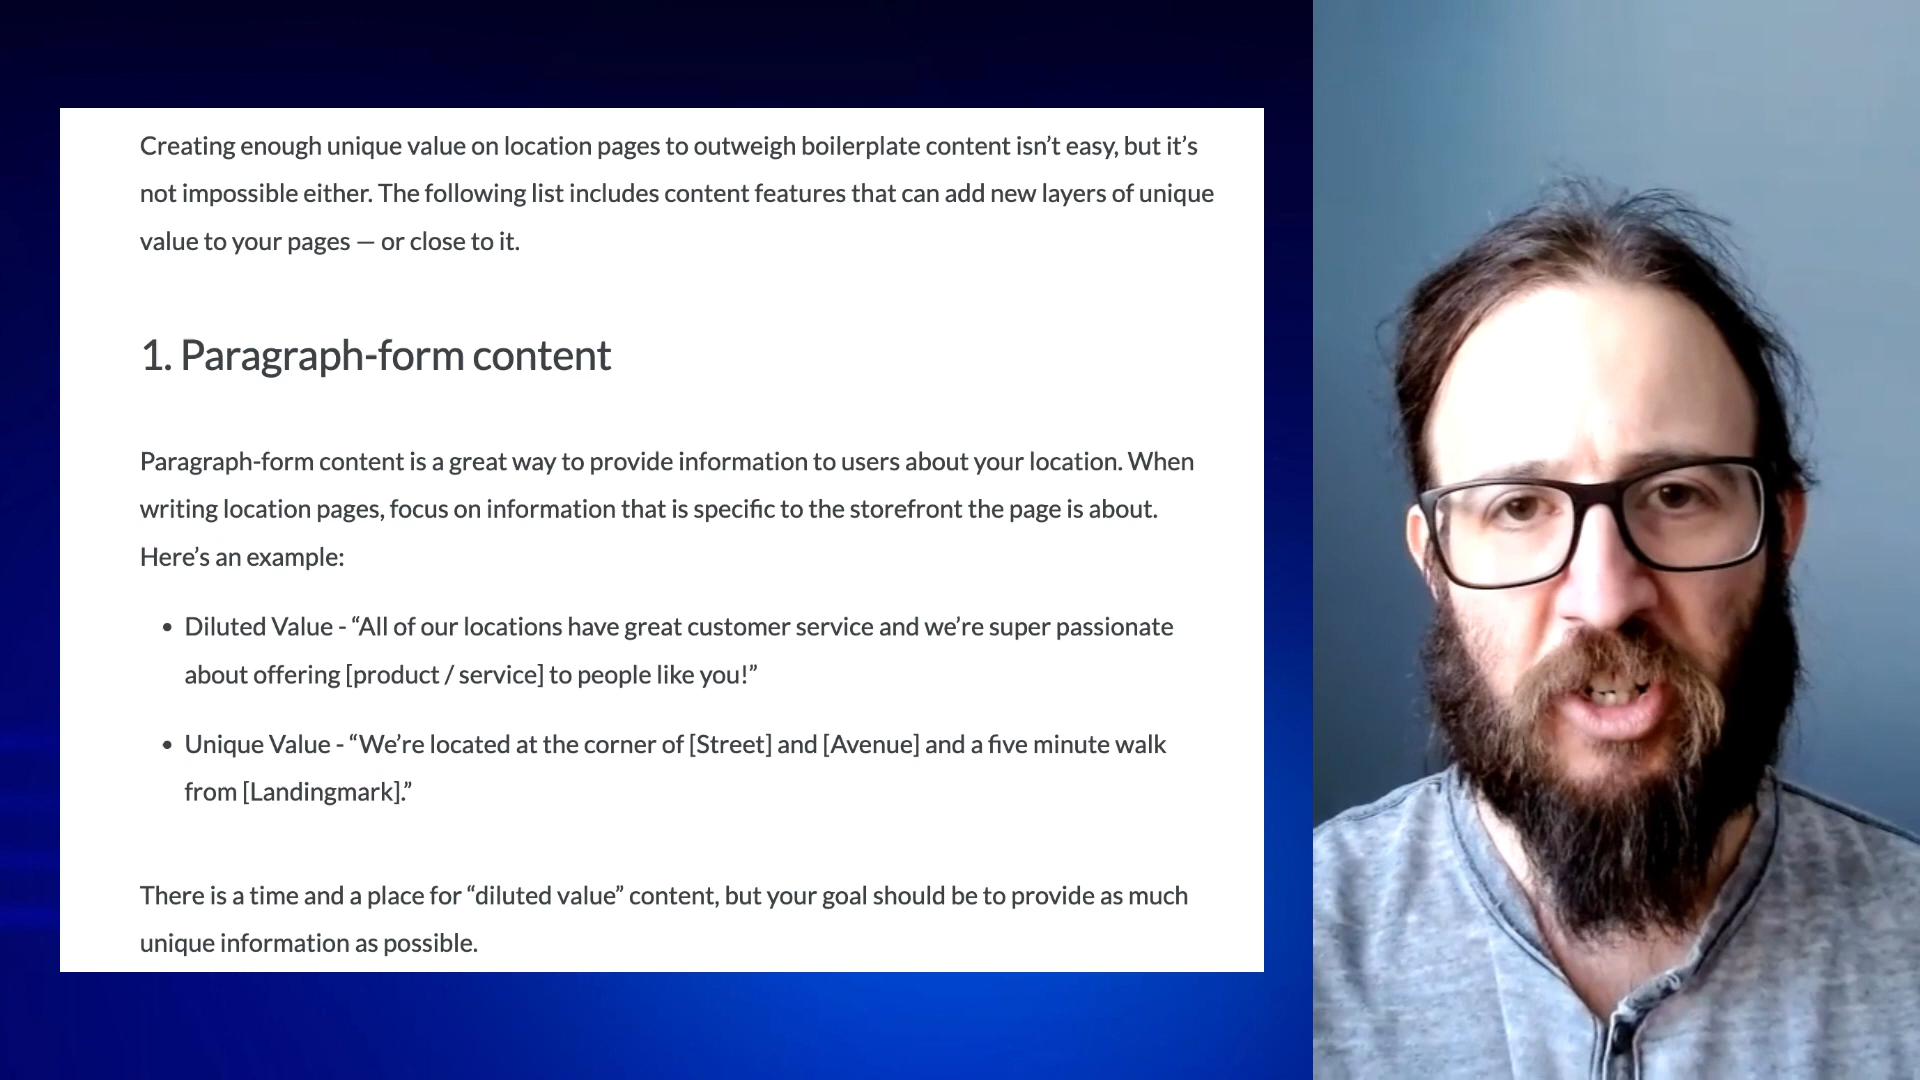 Creating enough unique value on location pages to outweigh boilerplate content isn’t easy, but it’s
not impossible either. The following list includes content features that can add new layers of unique
value to your pages — or close to it.
1. Paragraph-form content
Paragraph-form content is a great way to provide information to users about your location. When
writing location pages, focus on information that is specific to the storefront the page is about.
Here’s an example:
• Diluted Value - “All of our locations have great customer service and we’re super passionate
about offering [product / service] to people like you!”
• Unique Value - “We’re located at the corner of [Street] and [Avenue] and a five minute walk
from [Landingmark].”
There is a time and a place for “diluted value” content, but your goal should be to provide as much
unique information as possible.